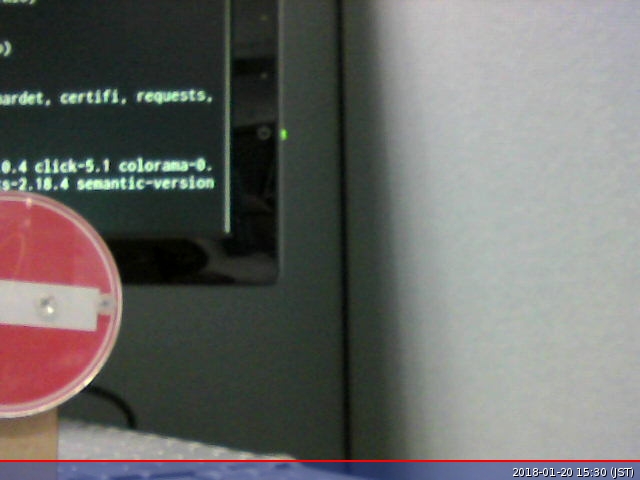 )
ardet, certifi, requests,
0.4 click-5.1 colorama-0.
s-2.18.4 semantic-version
2018-01-20 15:30 (JST)